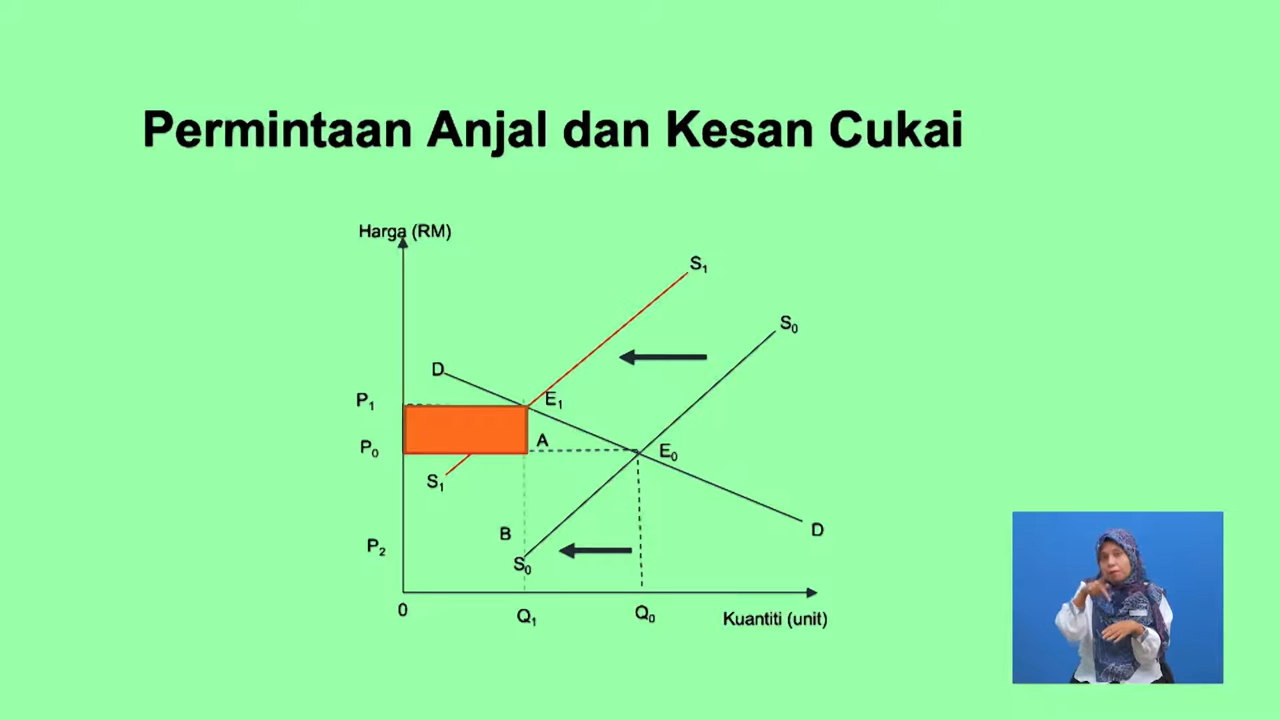 Permintaan Anjal dan Kesan Cukai
Harga (RM)
S₁
S₀
D
P₁
E₁
A
P₀
E₀
S₁
B
D
P₂
S₀
0
Q₁
Q₀
Kuantiti (unit)